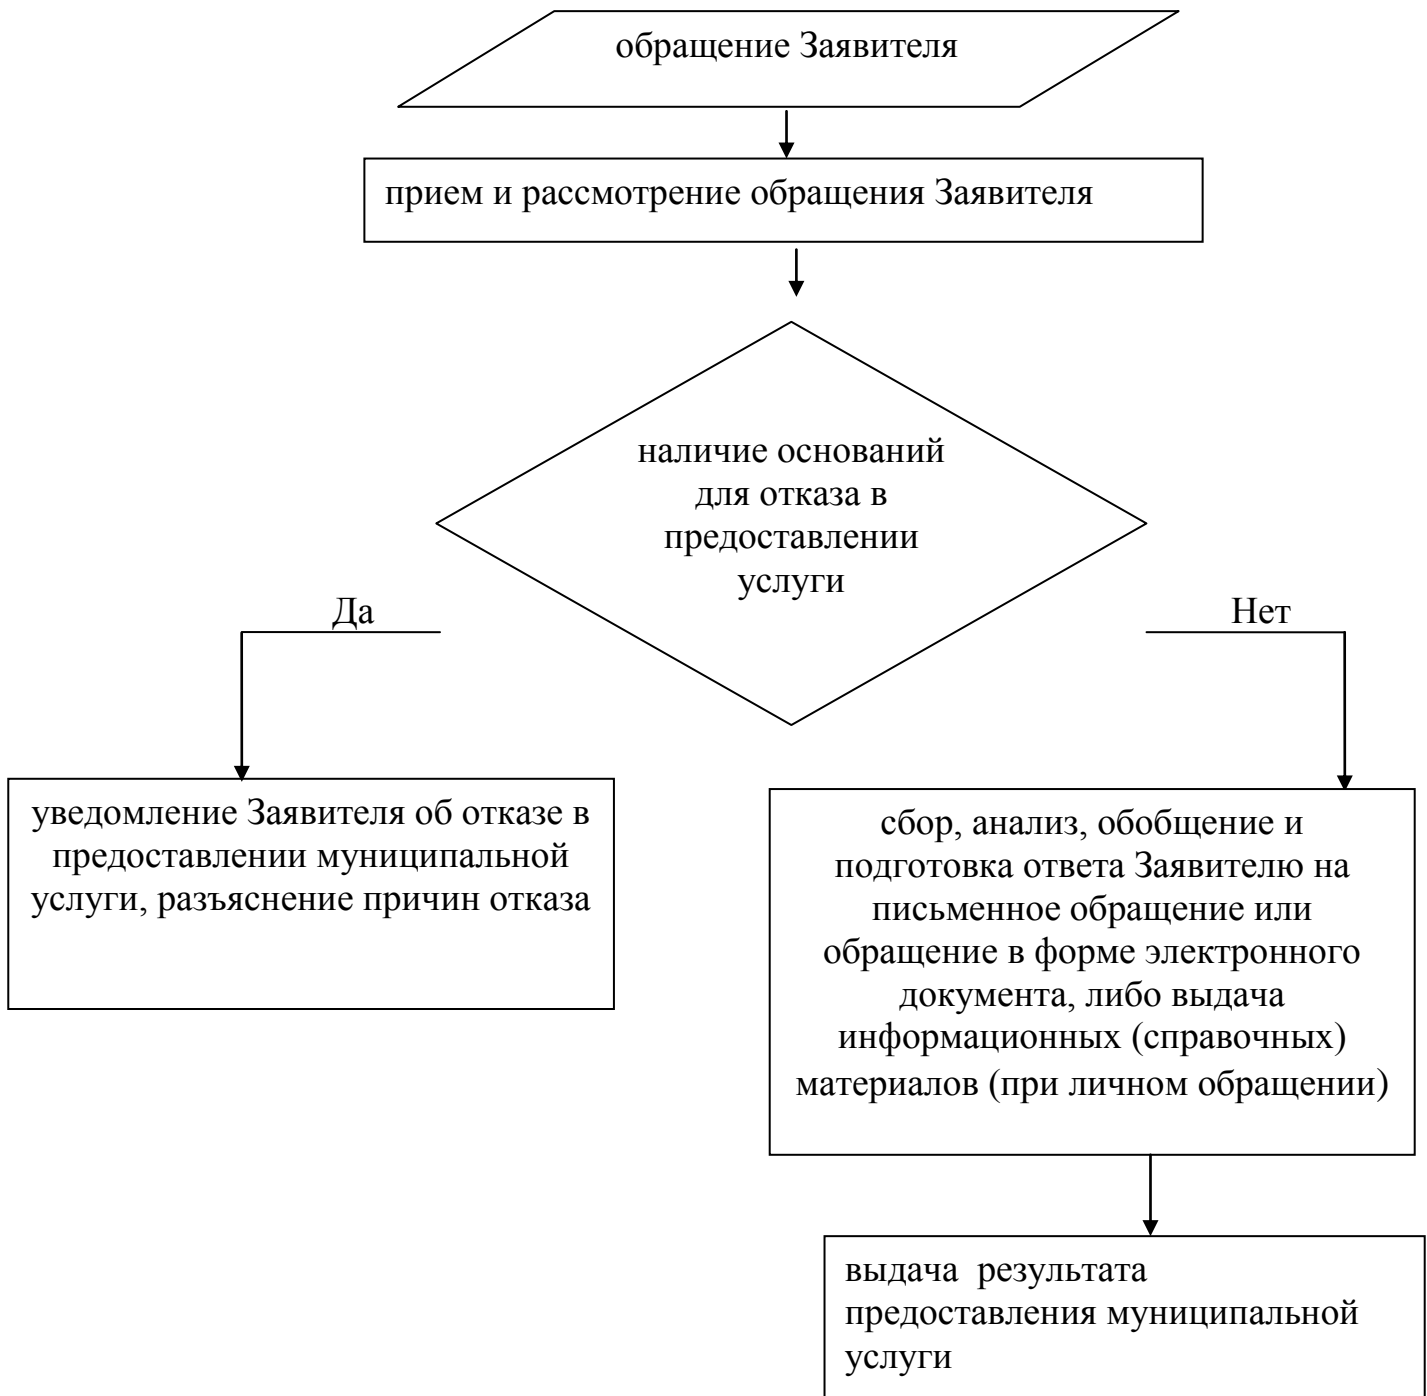 обращение Заявителя
прием и рассмотрение обращения Заявителя
наличие оснований
для отказа в
предоставлении
услуги
Да
Нет
уведомление Заявителя об отказе в
предоставлении муниципальной
услуги, разъяснение причин отказа
сбор, анализ, обобщение и
подготовка ответа Заявителю на
письменное обращение или
обращение в форме электронного
документа, либо выдача
информационных (справочных)
материалов (при личном обращении)
выдача результата
предоставления муниципальной
услуги